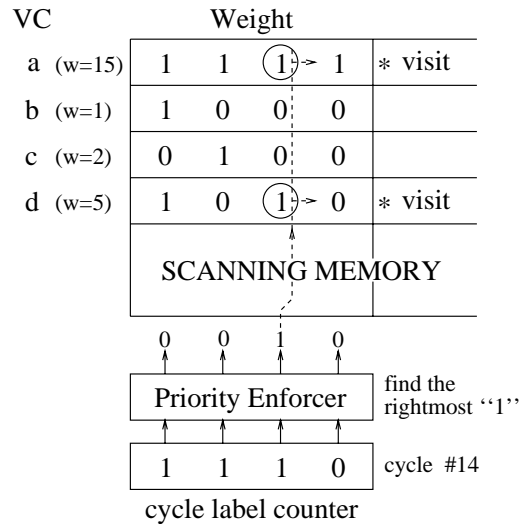 VC Weight
a (w=15) 1 1 1 1 * visit
b (w=1) 1 0 0 0
c (w=2) 0 1 0 0
d (w=5) 1 0 1 0 * visit
SCANNING MEMORY
0 0 1 0
Priority Enforcer
find the
rightmost ‘‘1’’
1 1 1 0 cycle #14
cycle label counter